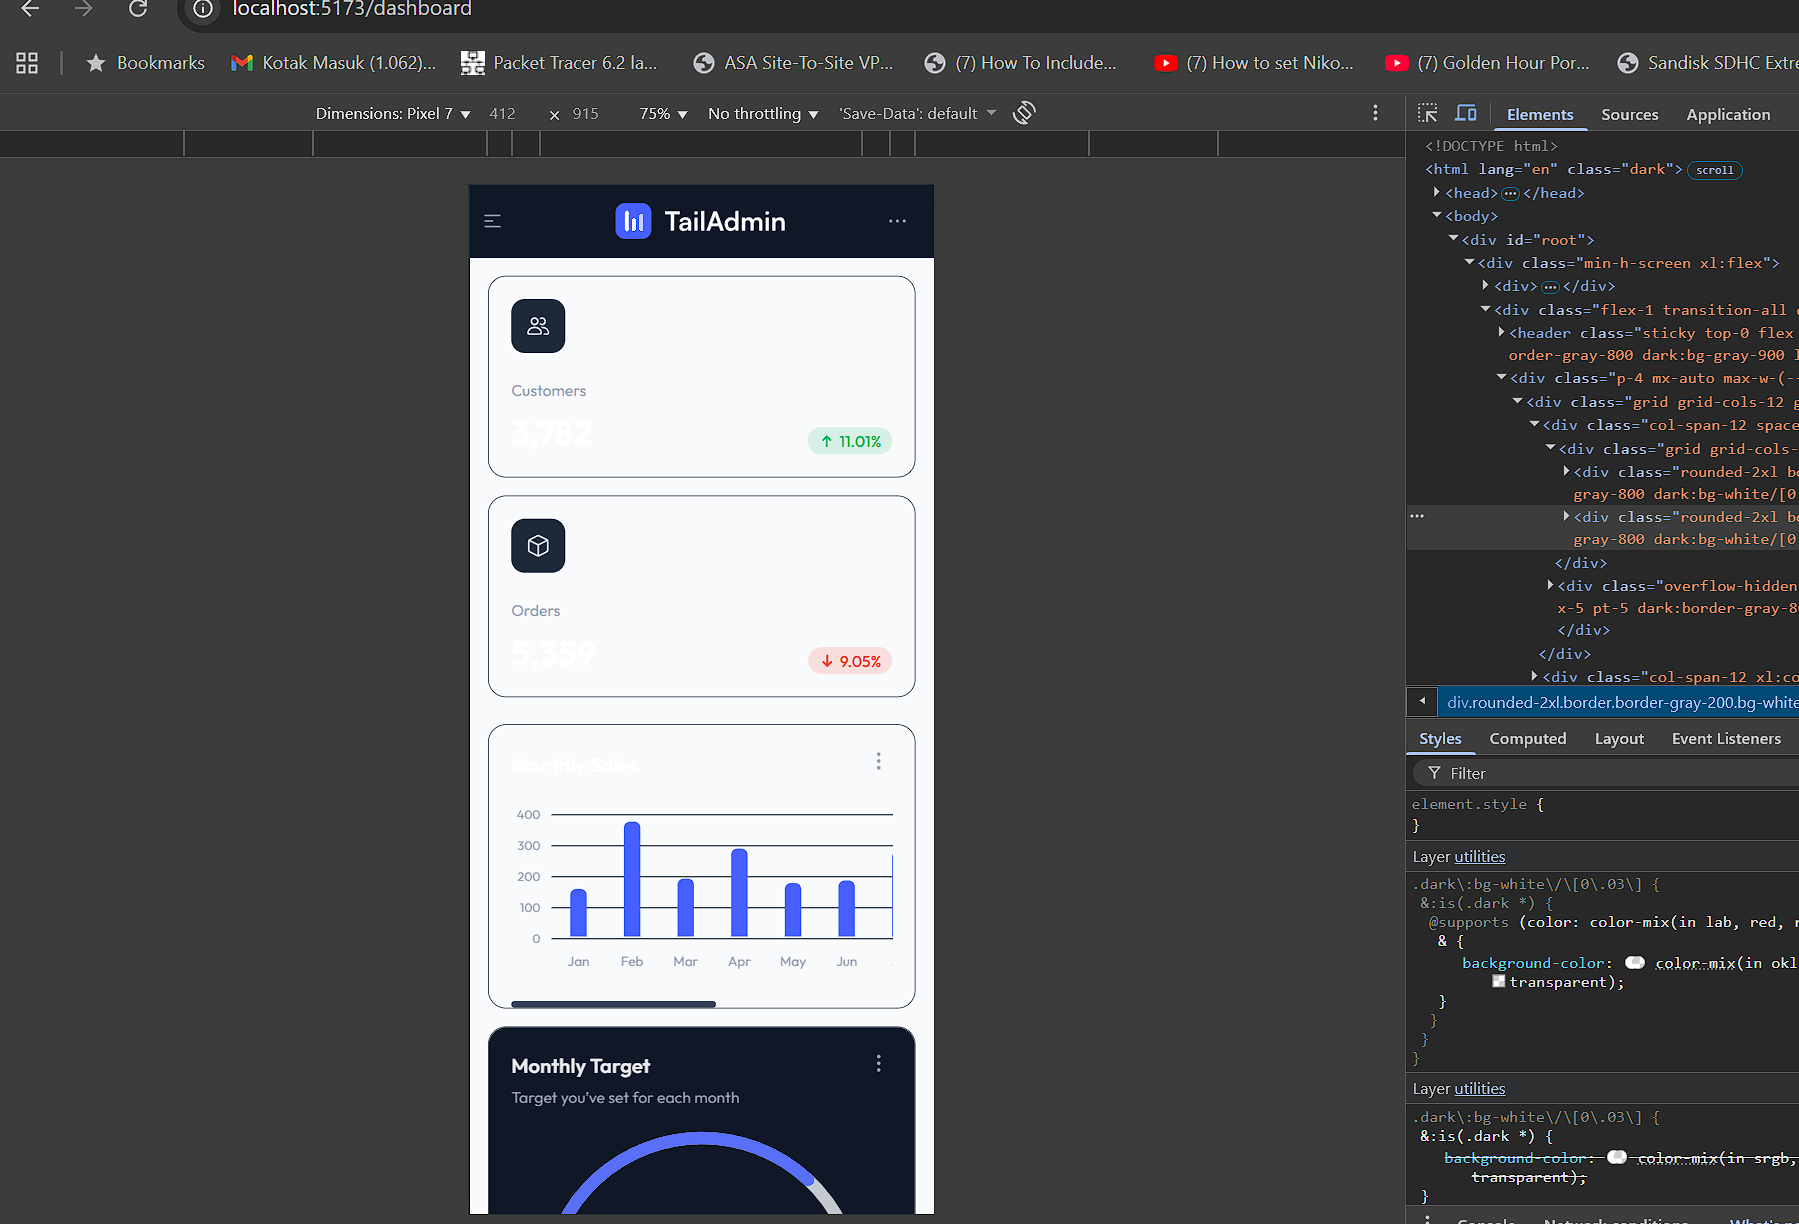 localhost:5173/dashboard
Bookmarks
Kotak Masuk (1.062)...
Packet Tracer 6.2 la...
ASA Site-To-Site VP...
(7) How To Include...
(7) How to set Niko...
(7) Golden Hour Por...
Sandisk SDHC Extre
Dimensions: Pixel 7
412
×
915
75%
No throttling
'Save-Data': default
TailAdmin
Customers
3,782
11.01%
Orders
5,359
9.05%
Monthly Sales
400
300
200
100
0
Jan Feb Mar Apr May Jun
Monthly Target
Target you've set for each month
Elements
Sources
Application
<!DOCTYPE html>
<html lang="en" class="dark">
scroll
<head> ••• </head>
<body>
<div id="root">
<div class="min-h-screen xl:flex">
<div> ••• </div>
<div class="flex-1 transition-all
<header class="sticky top-0 flex
order-gray-800 dark:bg-gray-900
<div class="p-4 mx-auto max-w-(--
<div class="grid grid-cols-12 g
<div class="col-span-12 space
<div class="grid grid-cols-
<div class="rounded-2xl bo
gray-800 dark:bg-white/[0
<div class="rounded-2xl bo
gray-800 dark:bg-white/[0
</div>
<div class="overflow-hidden
x-5 pt-5 dark:border-gray-80
</div>
</div>
<div class="col-span-12 xl:co
div.rounded-2xl.border.border-gray-200.bg-white
Styles
Computed
Layout
Event Listeners
Filter
element.style {
}
Layer utilities
.dark\:bg-white\/\[0\.03\] {
&:is(.dark *) {
@supports (color: color-mix(in lab, red, r
& {
background-color: color-mix(in okl
transparent);
}
}
}
}
Layer utilities
.dark\:bg-white\/\[0\.03\] {
&:is(.dark *) {
background-color: color-mix(in srgb,
transparent);
}